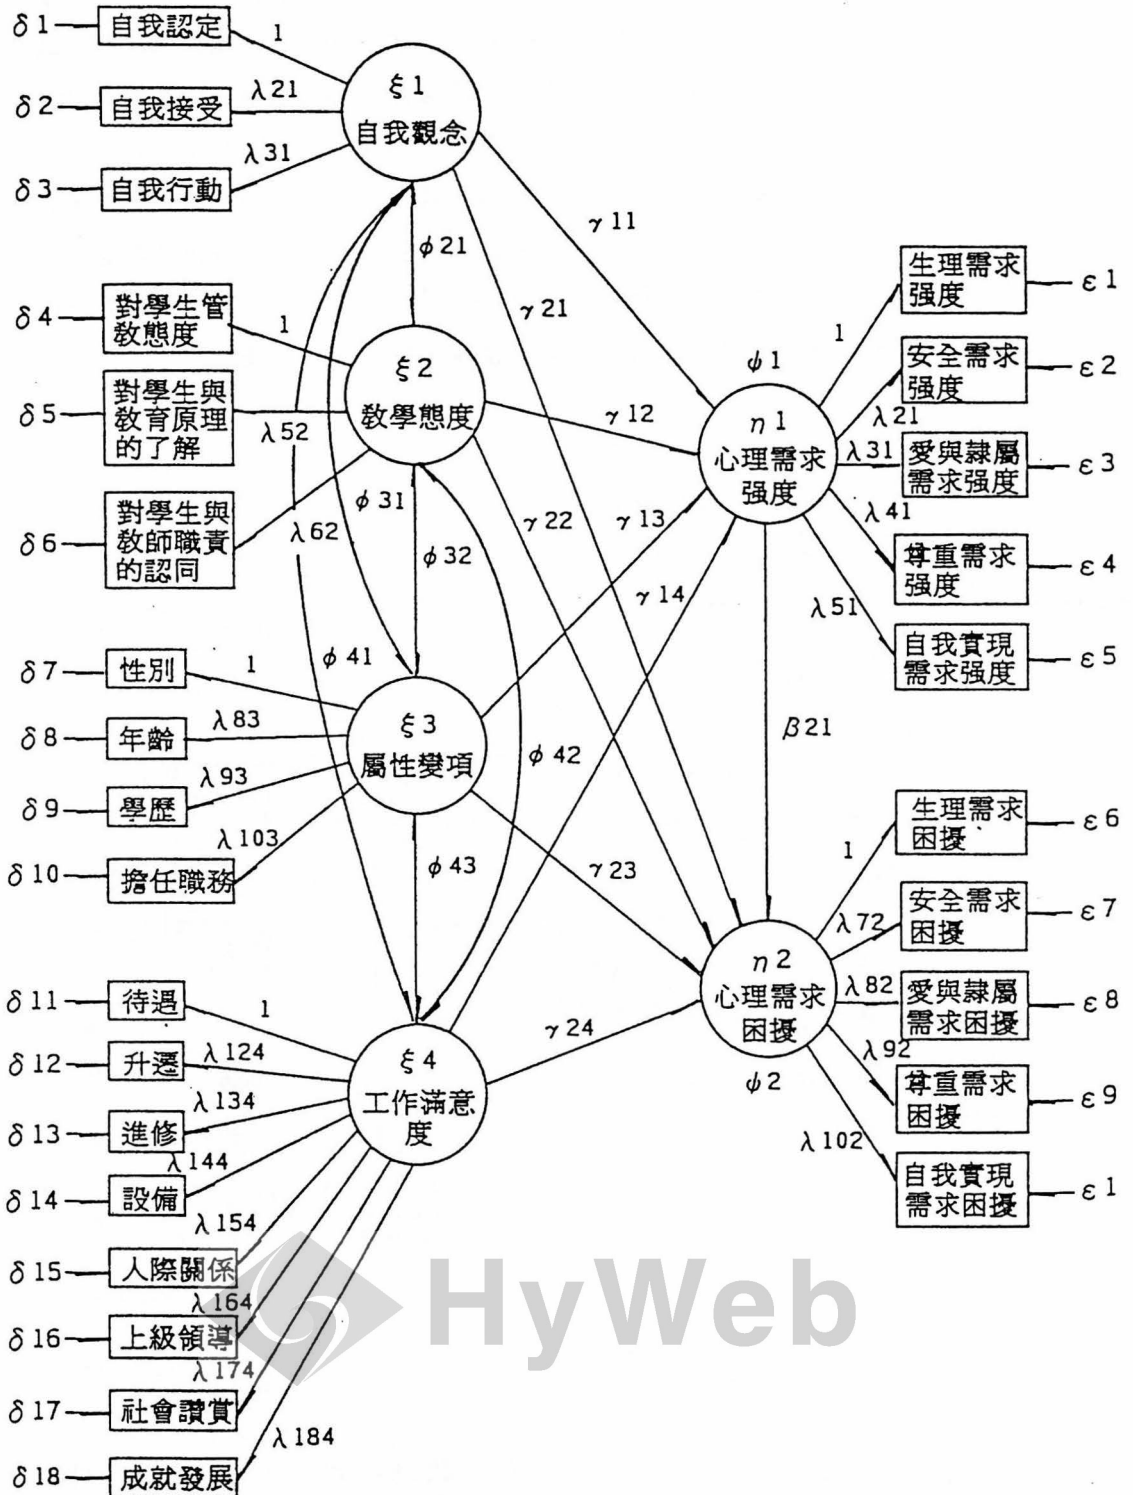 δ1
自我認定
1
δ2
自我接受
λ21
δ3
自我行動
λ31
ξ1
自我觀念
φ21
γ11
γ21
δ4
對學生管
教態度
1
δ5
對學生與
教育原理
的了解
λ52
δ6
對學生與
教師職責
的認同
λ62
ξ2
教學態度
φ31
φ32
γ12
γ22
γ13
γ14
ψ1
η1
心理需求
强度
1
生理需求
强度
ε1
λ21
安全需求
强度
ε2
λ31
愛與隸屬
需求强度
ε3
λ41
尊重需求
强度
ε4
λ51
自我實現
需求强度
ε5
δ7
性別
1
δ8
年齡
λ83
δ9
學歷
λ93
δ10
擔任職務
λ103
φ41
ξ3
屬性變項
φ42
φ43
β21
γ23
γ24
η2
心理需求
困擾
ψ2
1
生理需求
困擾
ε6
λ72
安全需求
困擾
ε7
λ82
愛與隸屬
需求困擾
ε8
λ92
尊重需求
困擾
ε9
λ102
自我實現
需求困擾
ε1
δ11
待遇
1
δ12
升遷
λ124
δ13
進修
λ134
δ14
設備
λ144
δ15
人際關係
λ154
δ16
上級領導
λ164
δ17
社會讚賞
λ174
δ18
成就發展
λ184
ξ4
工作滿意
度
HyWeb